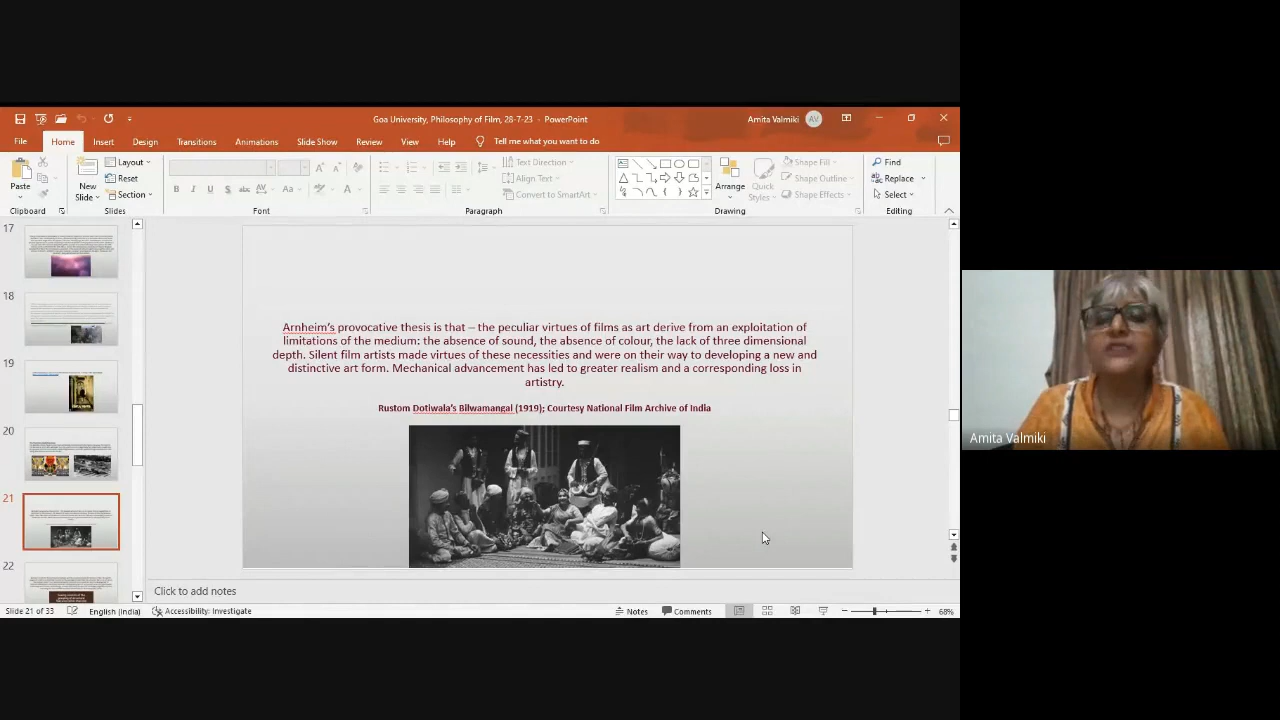 Goa University, Philosophy of Film, 28-7-23 - PowerPoint
Amita Valmiki
AV
File
Home
Insert
Design
Transitions
Animations
Slide Show
Review
View
Help
Tell me what you want to do
Paste
New
Slide
Layout
Reset
Section
Text Direction
Align Text
Convert to SmartArt
Arrange
Quick
Styles
Shape Fill
Shape Outline
Shape Effects
Find
Replace
Select
Clipboard
Slides
Font
Paragraph
Drawing
Editing
17
18
19
20
21
22
Arnheim's provocative thesis is that – the peculiar virtues of films as art derive from an exploitation of
limitations of the medium: the absence of sound, the absence of colour, the lack of three dimensional
depth. Silent film artists made virtues of these necessities and were on their way to developing a new and
distinctive art form. Mechanical advancement has led to greater realism and a corresponding loss in
artistry.
Rustom Dotiwala's Bilwamangal (1919); Courtesy National Film Archive of India
Click to add notes
Slide 21 of 33
English (India)
Accessibility: Investigate
Notes
Comments
68%
Amita Valmiki